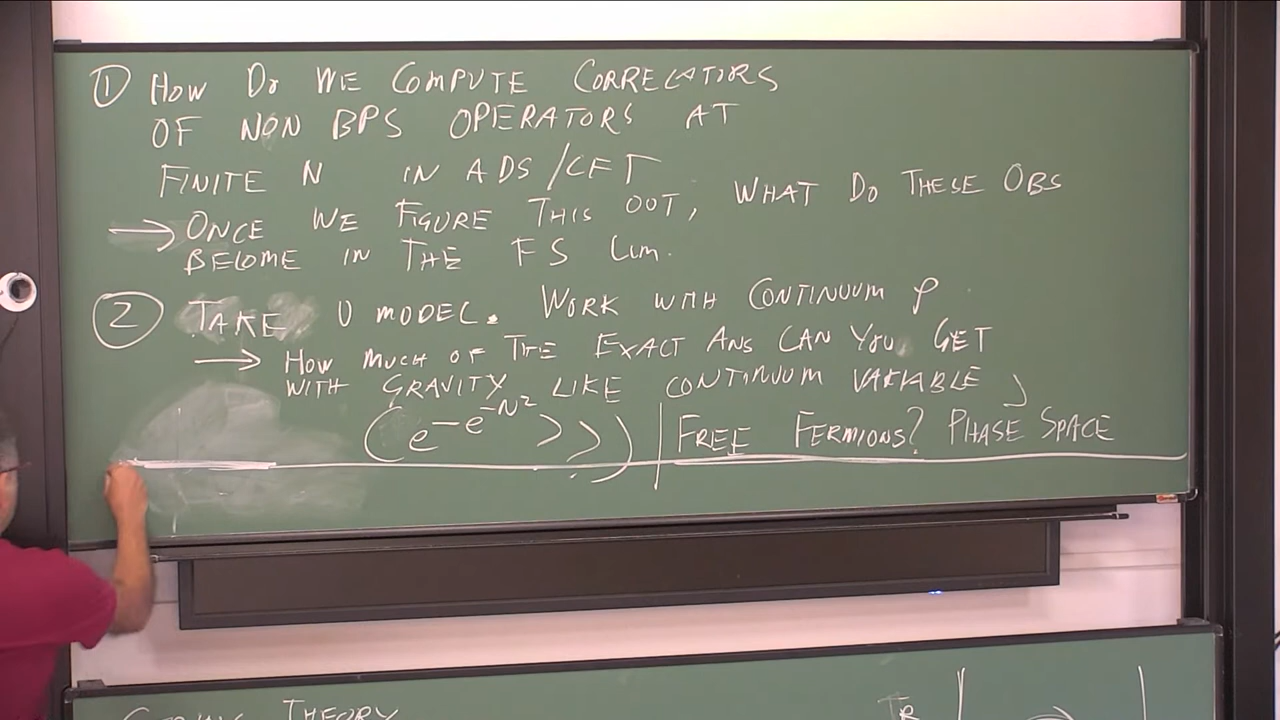 ① HOW DO WE COMPUTE CORRELATORS
OF NON BPS OPERATORS AT
FINITE N IN ADS/CFT
→ ONCE WE FIGURE THIS OUT, WHAT DO THESE OBS
BECOME IN THE FS LIM.
② TAKE U MODEL. WORK WITH CONTINUUM ρ.
→ HOW MUCH OF THE EXACT ANS CAN YOU GET
WITH GRAVITY LIKE CONTINUUM VARIABLE
(e^{-e^{-N^2}} >>) | FREE FERMIONS? PHASE SPACE
THEORY
TR